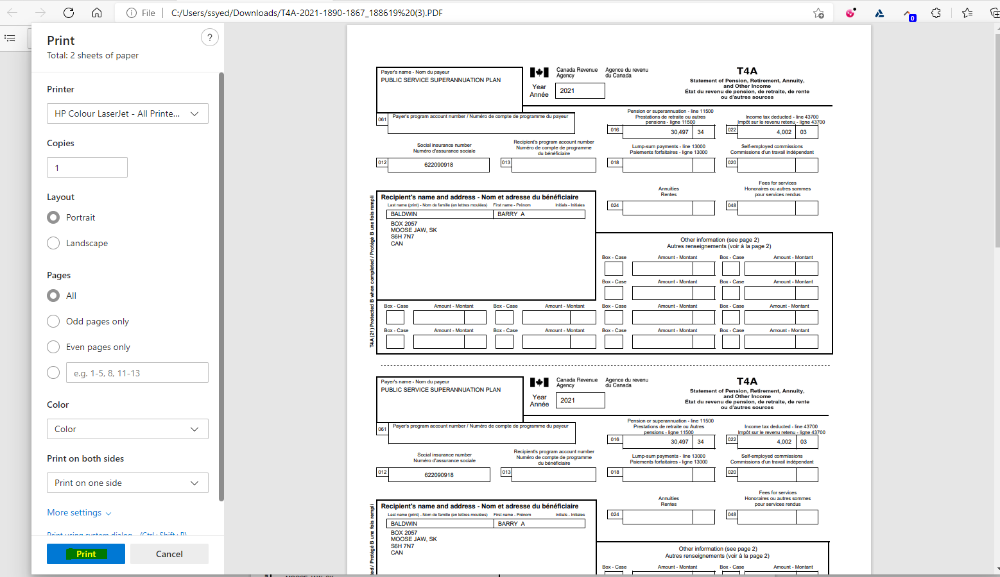 File
C:/Users/ssyed/Downloads/T4A-2021-1890-1867_188619%20(3).PDF
0
Print
?
Total: 2 sheets of paper
Printer
HP Colour LaserJet - All Printe...
Copies
1
Layout
Portrait
Landscape
Pages
All
Odd pages only
Even pages only
e.g. 1-5, 8, 11-13
Color
Color
Print on both sides
Print on one side
More settings
Print using system dialog... (Ctrl+Shift+P)
Print
Cancel
Payer's name - Nom du payeur
PUBLIC SERVICE SUPERANNUATION PLAN
Canada Revenue
Agency
Agence du revenu
du Canada
Year
Année
2021
T4A
Statement of Pension, Retirement, Annuity,
and Other Income
État du revenu de pension, de retraite, de rente
ou d'autres sources
061
Payer's program account number / Numéro de compte de programme du payeur
Pension or superannuation - line 11500
Prestations de retraite ou autres
pensions - ligne 11500
016
30,497 34
Income tax deducted - line 43700
Impôt sur le revenu retenu - ligne 43700
022
4,002 03
Social insurance number
Numéro d'assurance sociale
012
622090918
Recipient's program account number
Numéro de compte de programme
du bénéficiaire
013
Lump-sum payments - line 13000
Paiements forfaitaires - ligne 13000
018
Self-employed commissions
Commissions d'un travail indépendant
020
Annuities
Rentes
024
Fees for services
Honoraires ou autres sommes
pour services rendus
048
T4A (21) Protected B when completed / Protégé B une fois rempli
Recipient's name and address - Nom et adresse du bénéficiaire
Last name (print) - Nom de famille (en lettres moulées) First name - Prénom Initials - Initiales
BALDWIN BARRY A
BOX 2057
MOOSE JAW, SK
S6H 7N7
CAN
Other information (see page 2)
Autres renseignements (voir à la page 2)
Box - Case Amount - Montant Box - Case Amount - Montant
Box - Case Amount - Montant Box - Case Amount - Montant
Box - Case Amount - Montant Box - Case Amount - Montant Box - Case Amount - Montant Box - Case Amount - Montant
Box - Case Amount - Montant Box - Case Amount - Montant Box - Case Amount - Montant Box - Case Amount - Montant
Payer's name - Nom du payeur
PUBLIC SERVICE SUPERANNUATION PLAN
Canada Revenue
Agency
Agence du revenu
du Canada
Year
Année
2021
T4A
Statement of Pension, Retirement, Annuity,
and Other Income
État du revenu de pension, de retraite, de rente
ou d'autres sources
061
Payer's program account number / Numéro de compte de programme du payeur
Pension or superannuation - line 11500
Prestations de retraite ou Autres
pensions - ligne 11500
016
30,497 34
Income tax deducted - line 43700
Impôt sur le revenu retenu - ligne 43700
022
4,002 03
Social insurance number
Numéro d'assurance sociale
012
622090918
Recipient's program account number
Numéro de compte de programme
du bénéficiaire
013
Lump-sum payments - line 13000
Paiements forfaitaires - ligne 13000
018
Self-employed commissions
Commissions d'un travail indépendant
020
Annuities
Rentes
024
Fees for services
Honoraires ou autres sommes
pour services rendus
048
ed / Protégé B une fois rempli
Recipient's name and address - Nom et adresse du bénéficiaire
Last name (print) - Nom de famille (en lettres moulées) First name - Prénom Initials - Initiales
BALDWIN BARRY A
BOX 2057
MOOSE JAW, SK
S6H 7N7
CAN
Other information (see page 2)
Autres renseignements (voir à la page 2)
Box - Case Amount - Montant Box - Case Amount - Montant